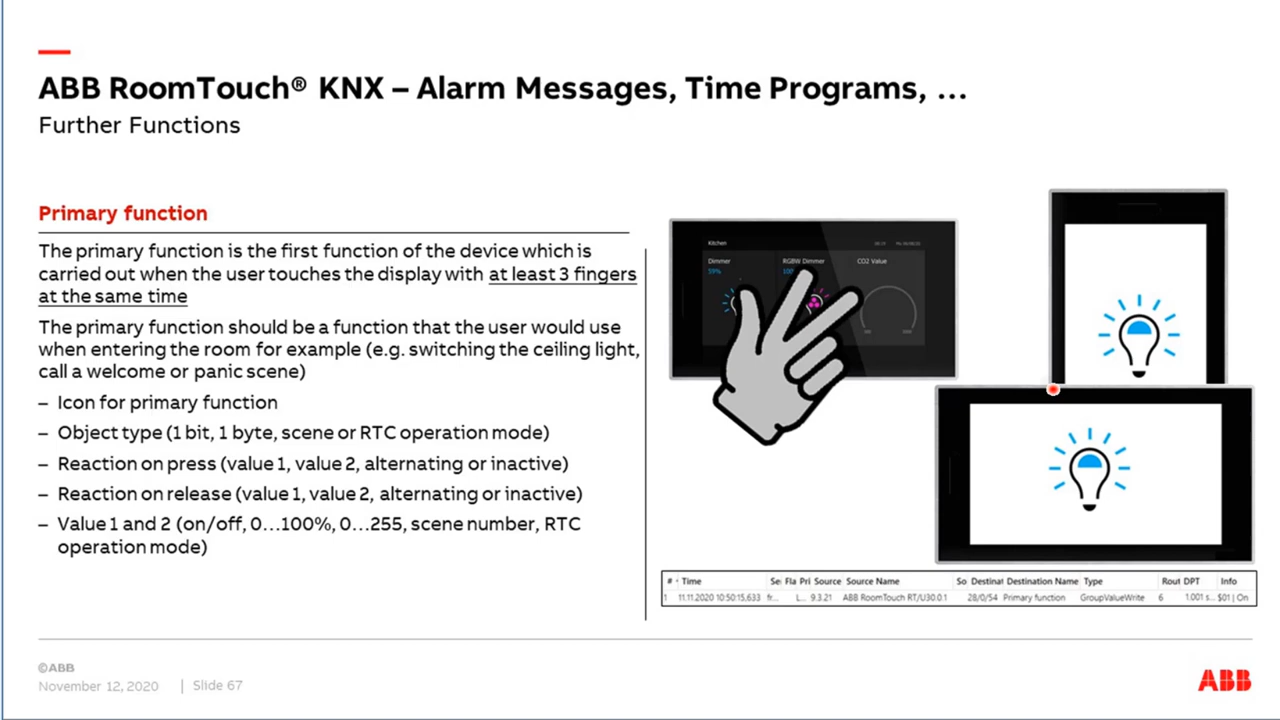 ABB RoomTouch® KNX – Alarm Messages, Time Programs, …
Further Functions
Primary function
The primary function is the first function of the device which is
carried out when the user touches the display with at least 3 fingers
at the same time
The primary function should be a function that the user would use
when entering the room for example (e.g. switching the ceiling light,
call a welcome or panic scene)
– Icon for primary function
– Object type (1 bit, 1 byte, scene or RTC operation mode)
– Reaction on press (value 1, value 2, alternating or inactive)
– Reaction on release (value 1, value 2, alternating or inactive)
– Value 1 and 2 (on/off, 0…100%, 0…255, scene number, RTC
operation mode)
Kitchen
Dimmer RGBW Dimmer CO2 Value
59% 100
# Time Se Fla Pri Source Source Name So Destinat Destination Name Type Rout DPT Info
1 11.11.2020 10:50:15,633 fr... L... 9.3.21 ABB RoomTouch RT/U30.0.1 28/0/54 Primary function GroupValueWrite 6 1.001 s... $01 | On
©ABB
November 12, 2020 | Slide 67
ABB